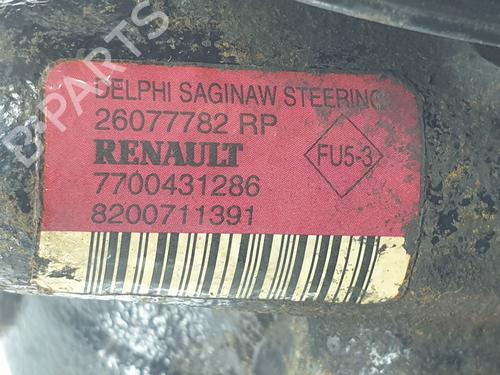 B-PARTS
DELPHI SAGINAW STEERING
26077782 RP
RENAULT
FU5-3
7700431286
8200711391